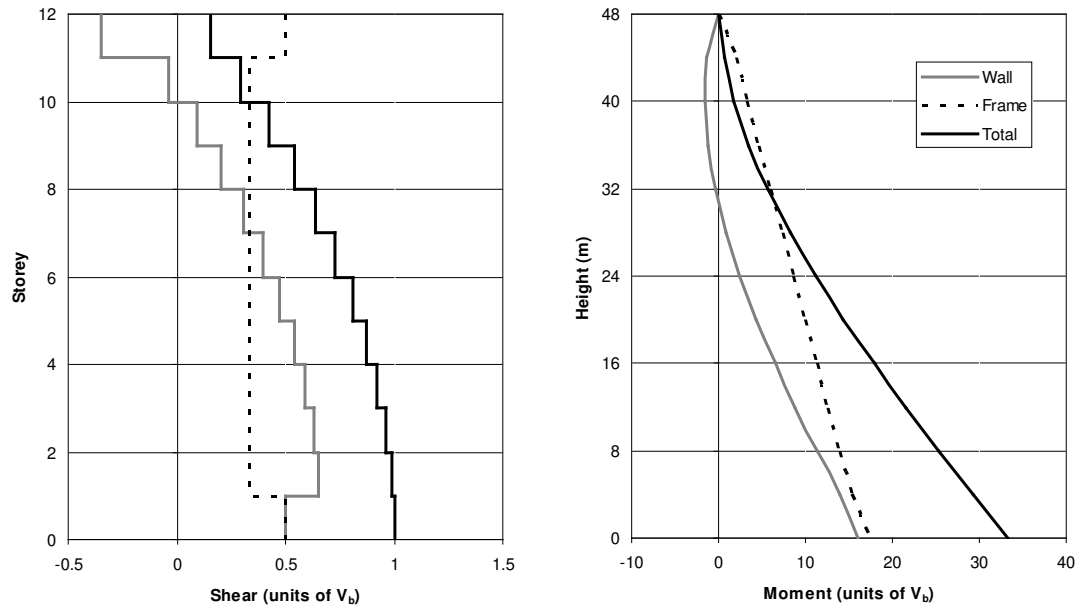 12
10
8
6
4
2
0
Storey
-0.5 0 0.5 1 1.5
Shear (units of Vb)
48
40
32
24
16
8
0
Height (m)
-10 0 10 20 30 40
Moment (units of Vb)
Wall
Frame
Total